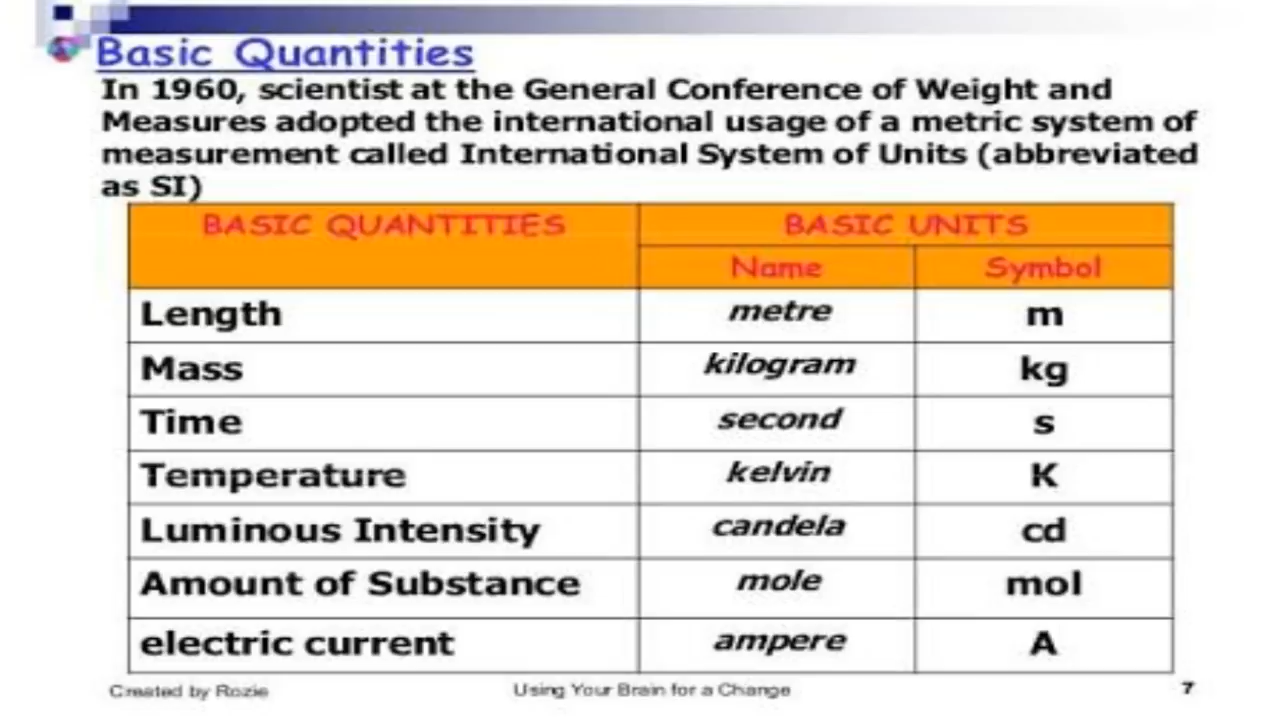 Basic Quantities
In 1960, scientist at the General Conference of Weight and
Measures adopted the international usage of a metric system of
measurement called International System of Units (abbreviated
as SI)
BASIC QUANTITIES BASIC UNITS
Name Symbol
Length metre m
Mass kilogram kg
Time second s
Temperature kelvin K
Luminous Intensity candela cd
Amount of Substance mole mol
electric current ampere A
Created by Rozie Using Your Brain for a Change 7